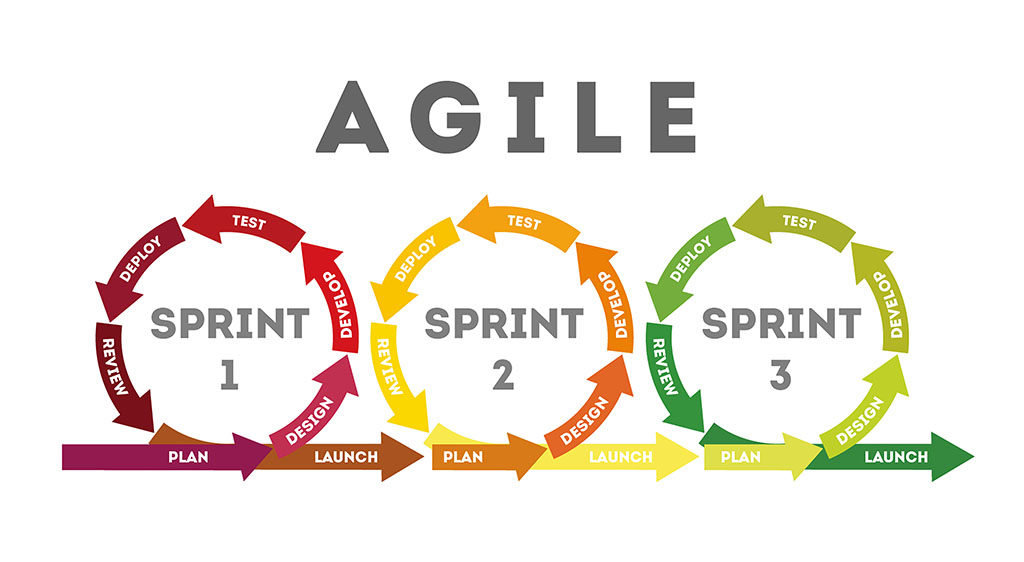 AGILE
SPRINT
1
PLAN
DESIGN
DEVELOP
TEST
DEPLOY
REVIEW
LAUNCH
SPRINT
2
PLAN
DESIGN
DEVELOP
TEST
DEPLOY
REVIEW
LAUNCH
SPRINT
3
PLAN
DESIGN
DEVELOP
TEST
DEPLOY
REVIEW
LAUNCH